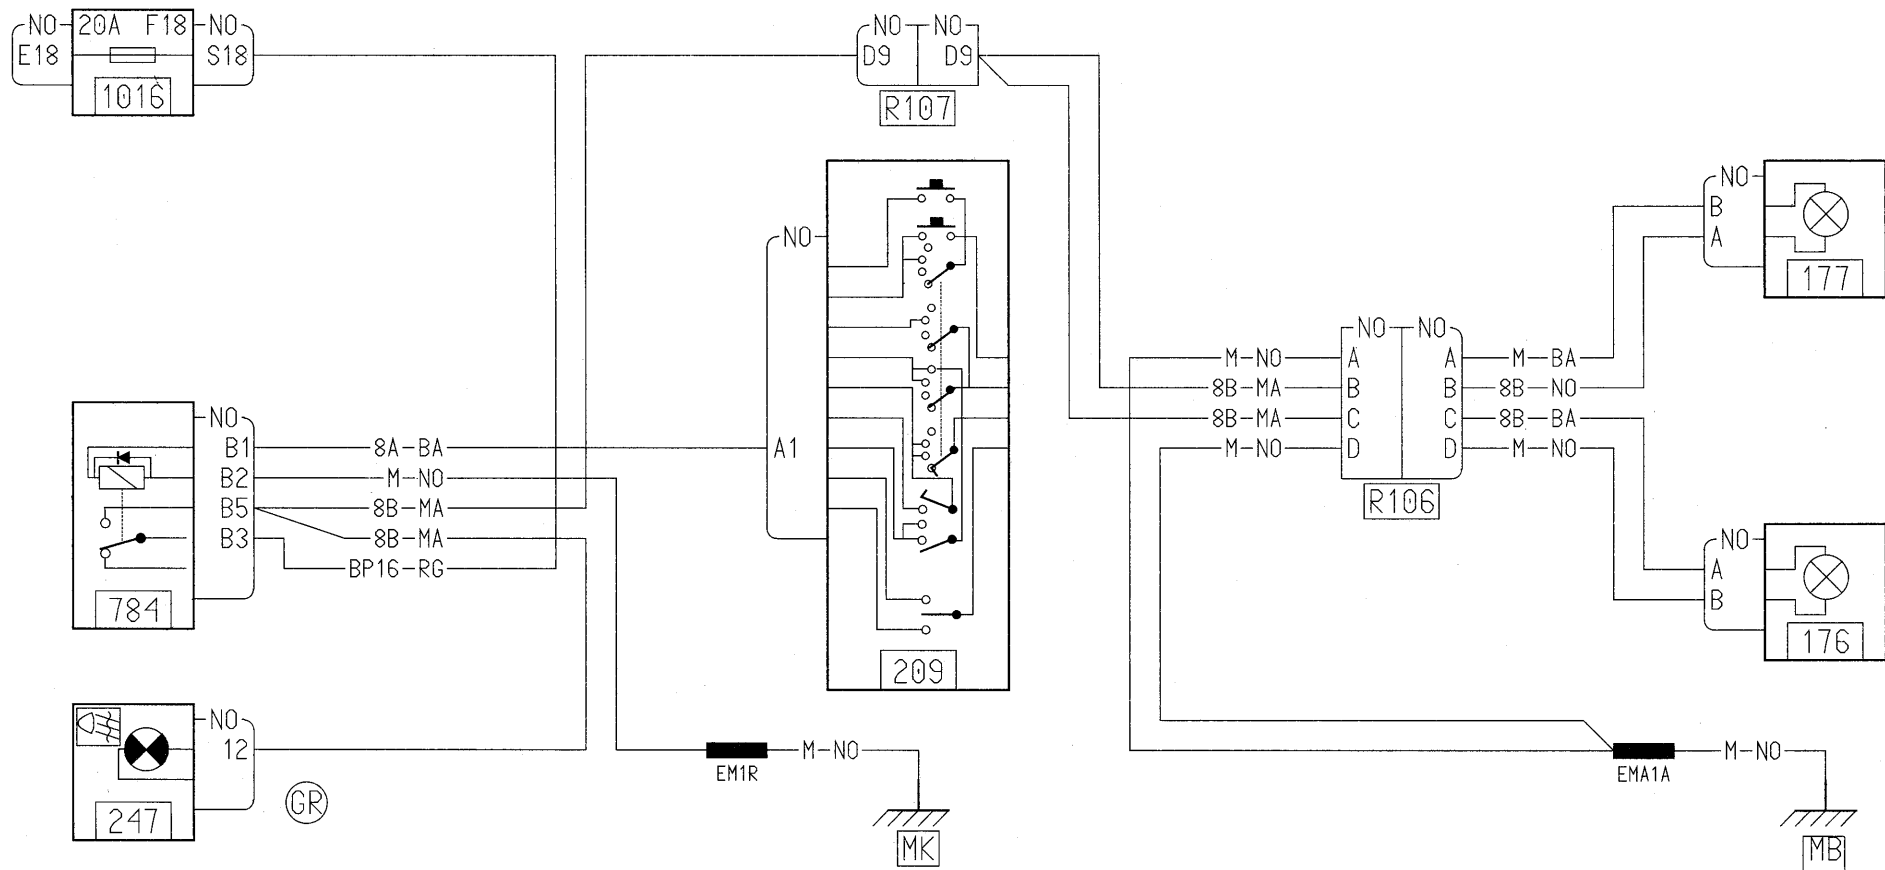 NO 20A F18 NO
E18 S18
1016
NO NO
D9 D9
R107
NO
B
A
177
NO
A1
209
NO
B1 8A-BA
B2 M-NO
B5 8B-MA
B3 8B-MA
BP16-RG
784
NO NO
M-NO A A M-BA
8B-MA B B 8B-NO
8B-MA C C 8B-BA
M-NO D D M-NO
R106
NO
A
B
176
NO
12
247
GR
M-NO
EM1R
MK
M-NO
EMA1A
MB